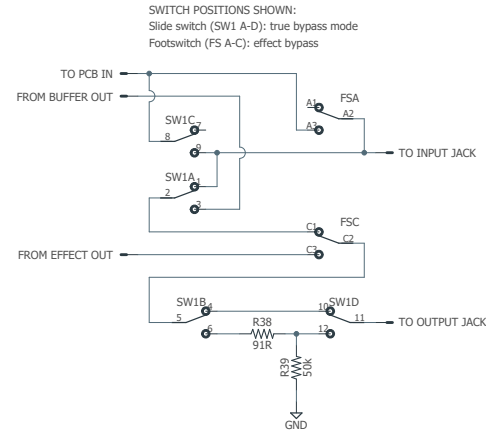 SWITCH POSITIONS SHOWN:
Slide switch (SW1 A-D): true bypass mode
Footswitch (FS A-C): effect bypass
TO PCB IN
FROM BUFFER OUT
FSA
A1
A2
A3
SW1C
7
8
9
TO INPUT JACK
SW1A
1
2
3
FSC
C1
C2
C3
FROM EFFECT OUT
SW1B
4
5
6
R38
91R
10
SW1D
11
12
TO OUTPUT JACK
R39
50k
GND